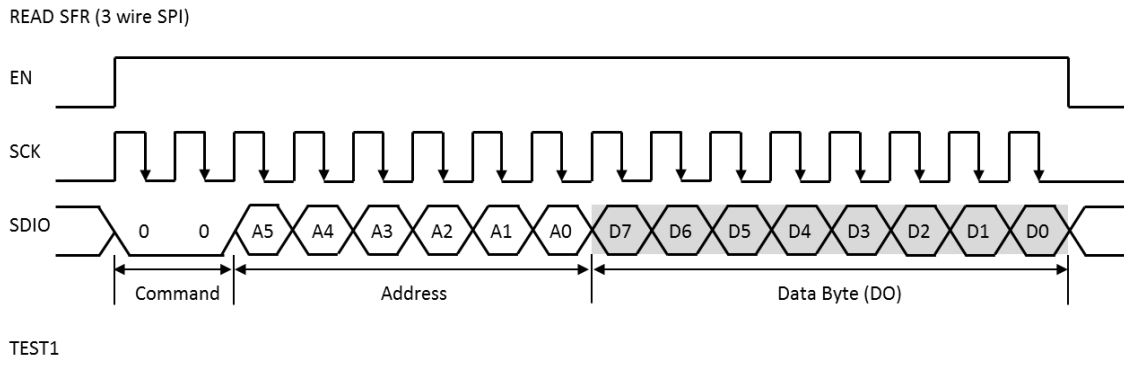 READ SFR (3 wire SPI)
EN
SCK
SDIO 0 0 A5 A4 A3 A2 A1 A0 D7 D6 D5 D4 D3 D2 D1 D0
Command Address Data Byte (DO)
TEST1